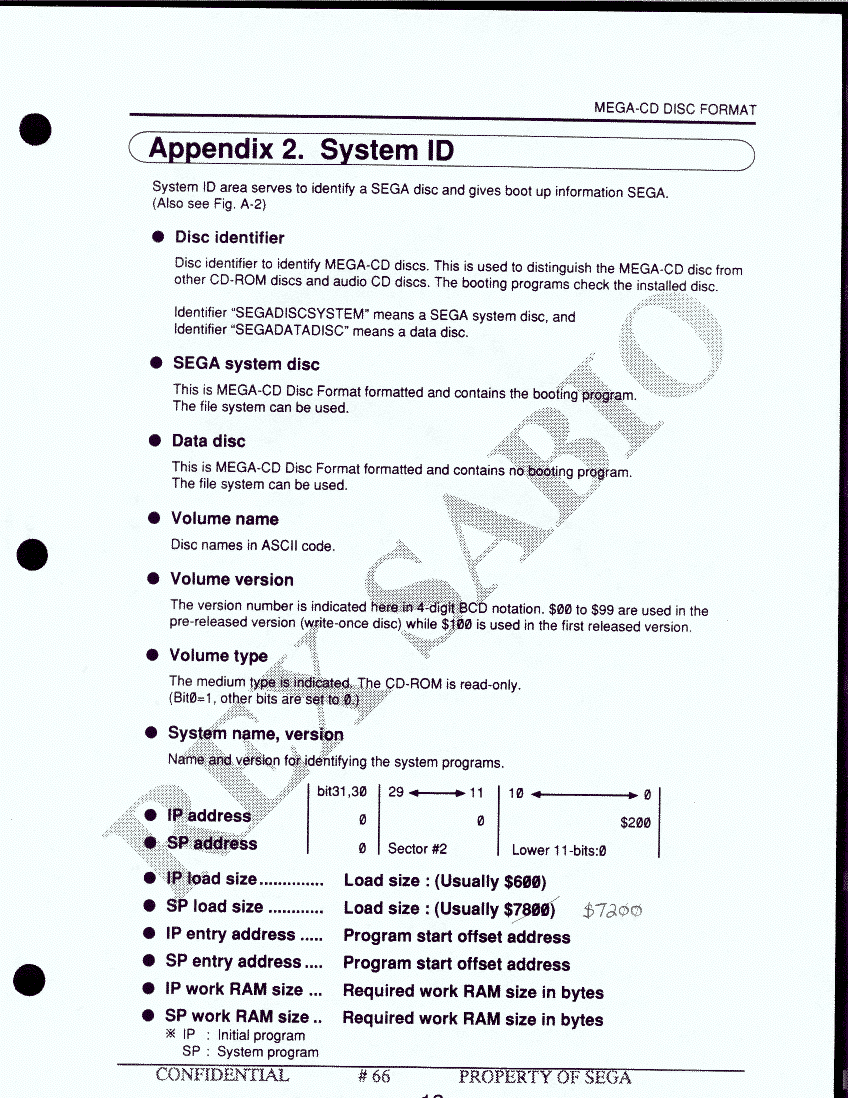 MEGA-CD DISC FORMAT
Appendix 2. System ID
System ID area serves to identify a SEGA disc and gives boot up information SEGA.
(Also see Fig. A-2)
● Disc identifier
Disc identifier to identify MEGA-CD discs. This is used to distinguish the MEGA-CD disc from
other CD-ROM discs and audio CD discs. The booting programs check the installed disc.
Identifier “SEGADISCSYSTEM” means a SEGA system disc, and
Identifier “SEGADATADISC” means a data disc.
● SEGA system disc
This is MEGA-CD Disc Format formatted and contains the booting program.
The file system can be used.
● Data disc
This is MEGA-CD Disc Format formatted and contains no booting program.
The file system can be used.
● Volume name
Disc names in ASCII code.
● Volume version
The version number is indicated here in 4-digit BCD notation. $00 to $99 are used in the
pre-released version (write-once disc) while $100 is used in the first released version.
● Volume type
The medium type is indicated. The CD-ROM is read-only.
(Bit0=1, other bits are set to 0.)
● System name, version
Name and version for identifying the system programs.
bit31,30 29 ↔ 11 10 ↔ 0
● IP address 0 0 $200
● SP address 0 Sector #2 Lower 11-bits:0
● IP load size.............. Load size : (Usually $600)
● SP load size ............ Load size : (Usually $7800) $7200
● IP entry address ..... Program start offset address
● SP entry address.... Program start offset address
● IP work RAM size ... Required work RAM size in bytes
● SP work RAM size .. Required work RAM size in bytes
※ IP : Initial program
SP : System program
CONFIDENTIAL # 66 PROPERTY OF SEGA
REX SABIO